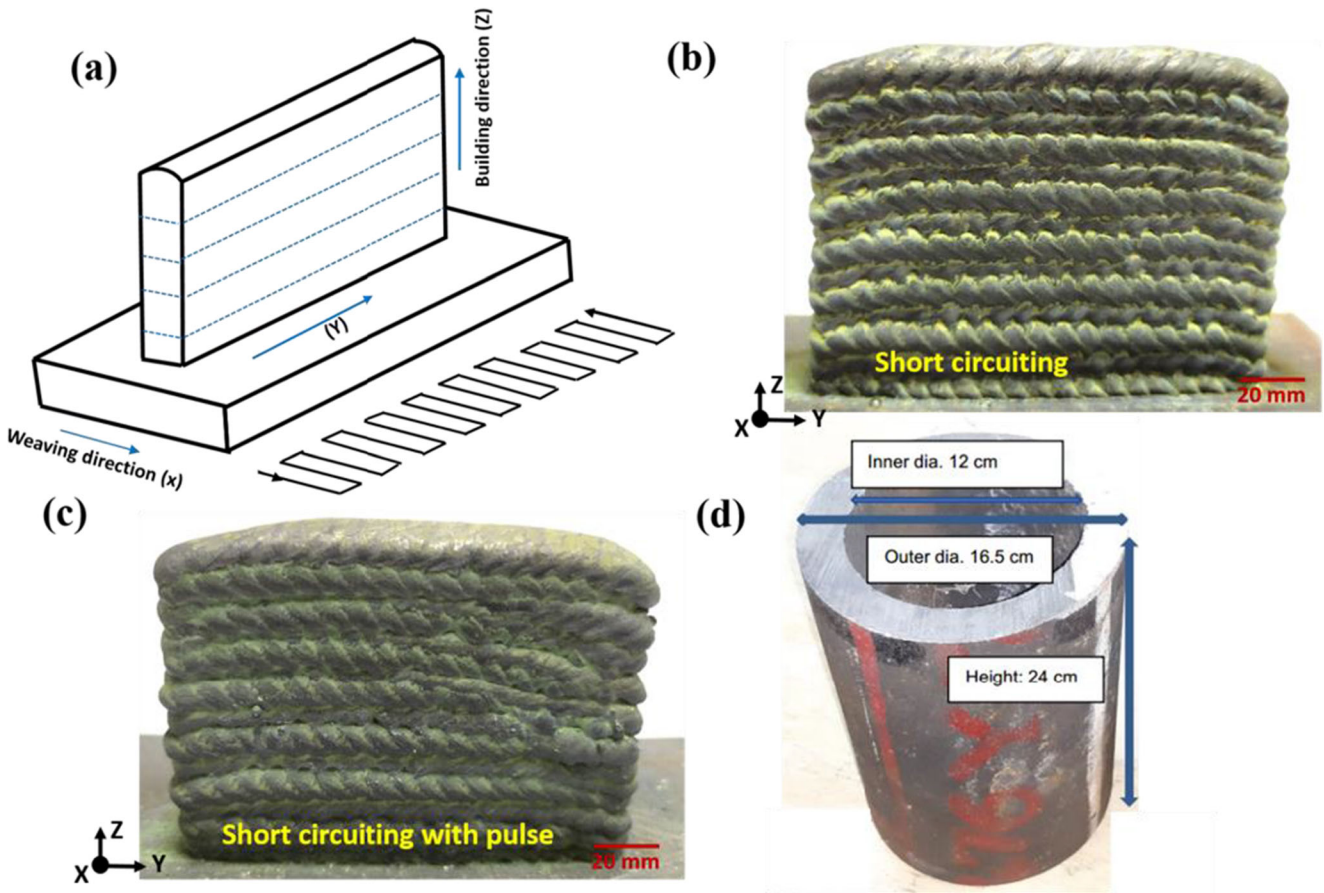 (a)
Building direction (Z)
(Y)
Weaving direction (x)
(b)
Short circuiting
20 mm
Z
X
Y
(c)
Short circuiting with pulse
20 mm
Z
X
Y
(d)
Inner dia. 12 cm
Outer dia. 16.5 cm
Height: 24 cm
76Y